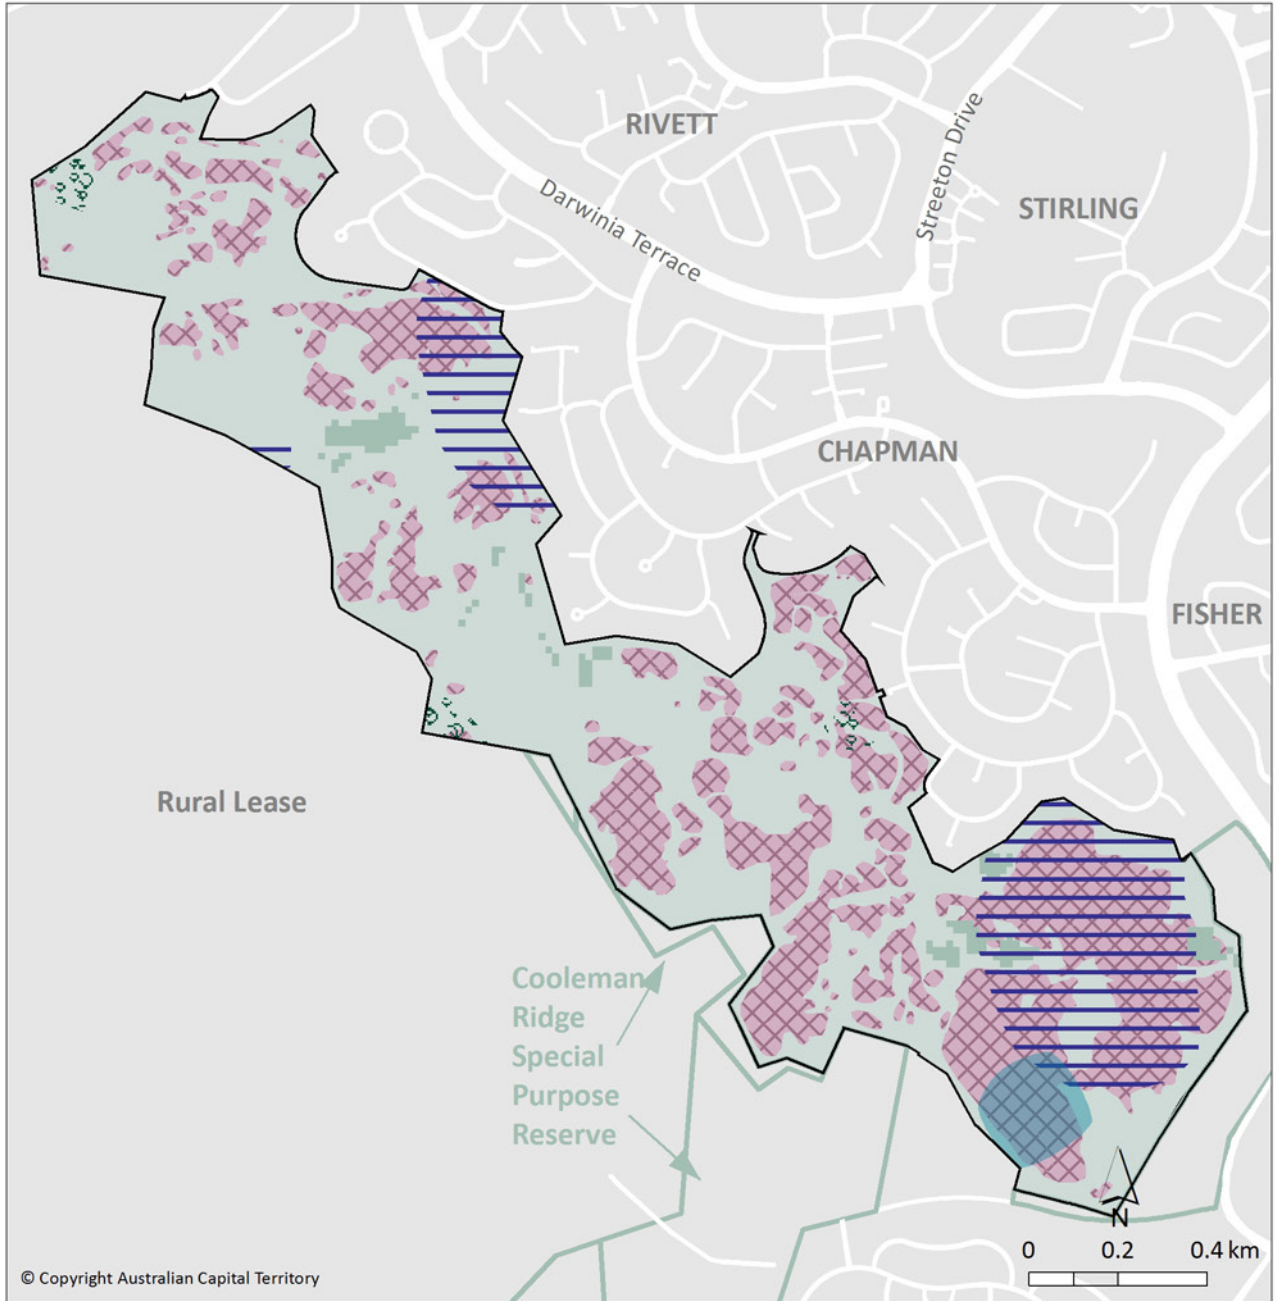 RIVETT
Streeton Drive
STIRLING
Darwinia Terrace
CHAPMAN
FISHER
Rural Lease
Cooleman
Ridge
Special
Purpose
Reserve
N
0 0.2 0.4 km
© Copyright Australian Capital Territory